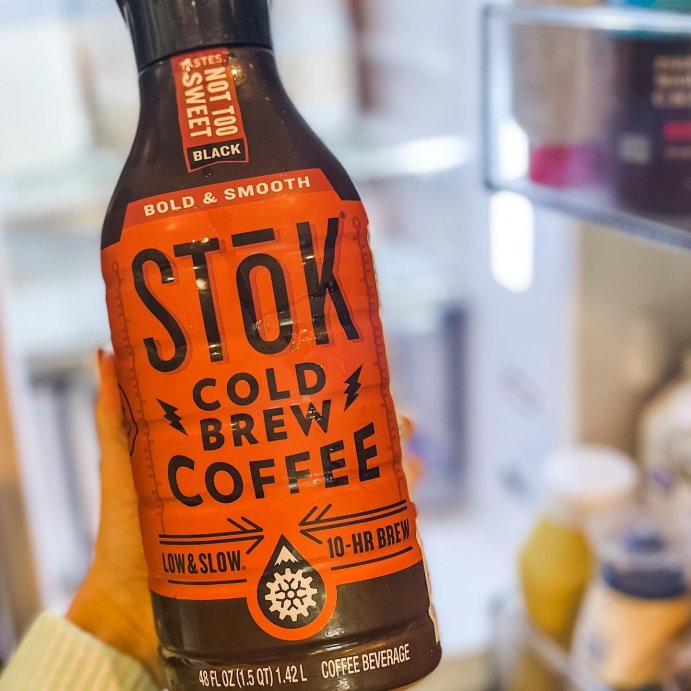 TASTES
NOT TOO
SWEET
BLACK
BOLD & SMOOTH
STōK®
COLD
BREW
COFFEE
LOW & SLOW
10-HR BREW
48 FL OZ (1.5 QT) 1.42 L COFFEE BEVERAGE